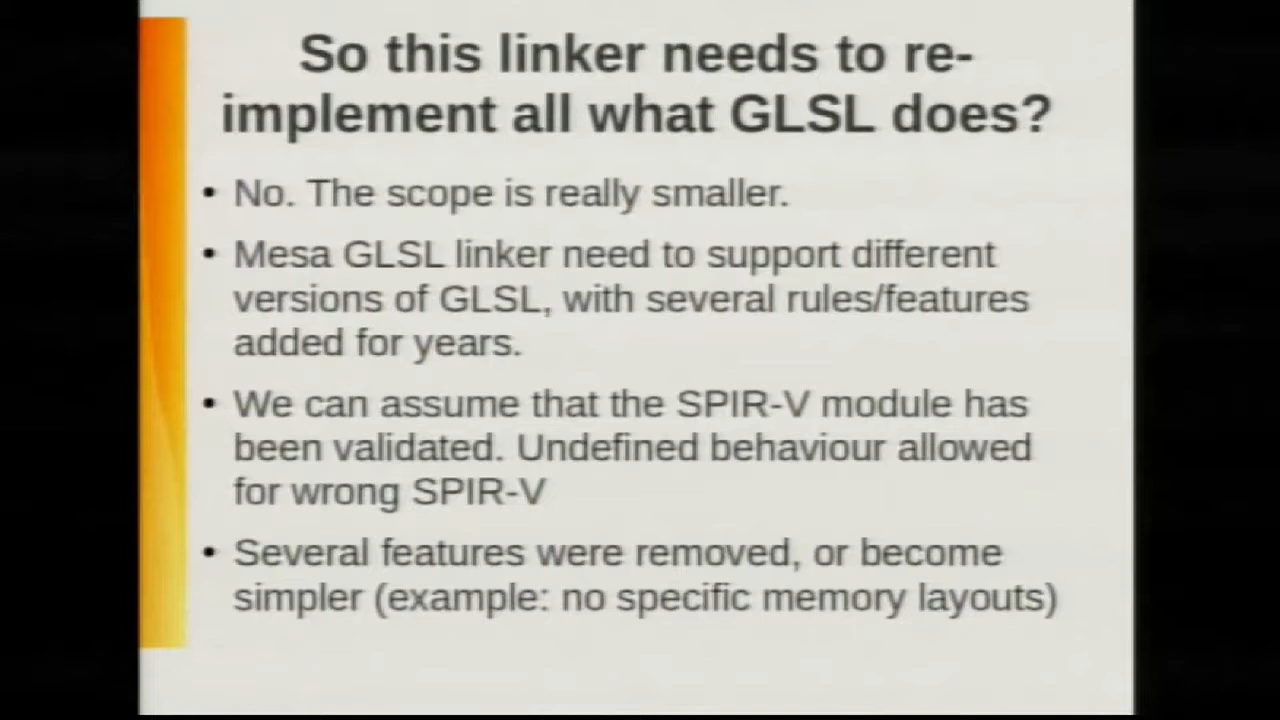 So this linker needs to re-
implement all what GLSL does?
• No. The scope is really smaller.
• Mesa GLSL linker need to support different
versions of GLSL, with several rules/features
added for years.
• We can assume that the SPIR-V module has
been validated. Undefined behaviour allowed
for wrong SPIR-V
• Several features were removed, or become
simpler (example: no specific memory layouts)